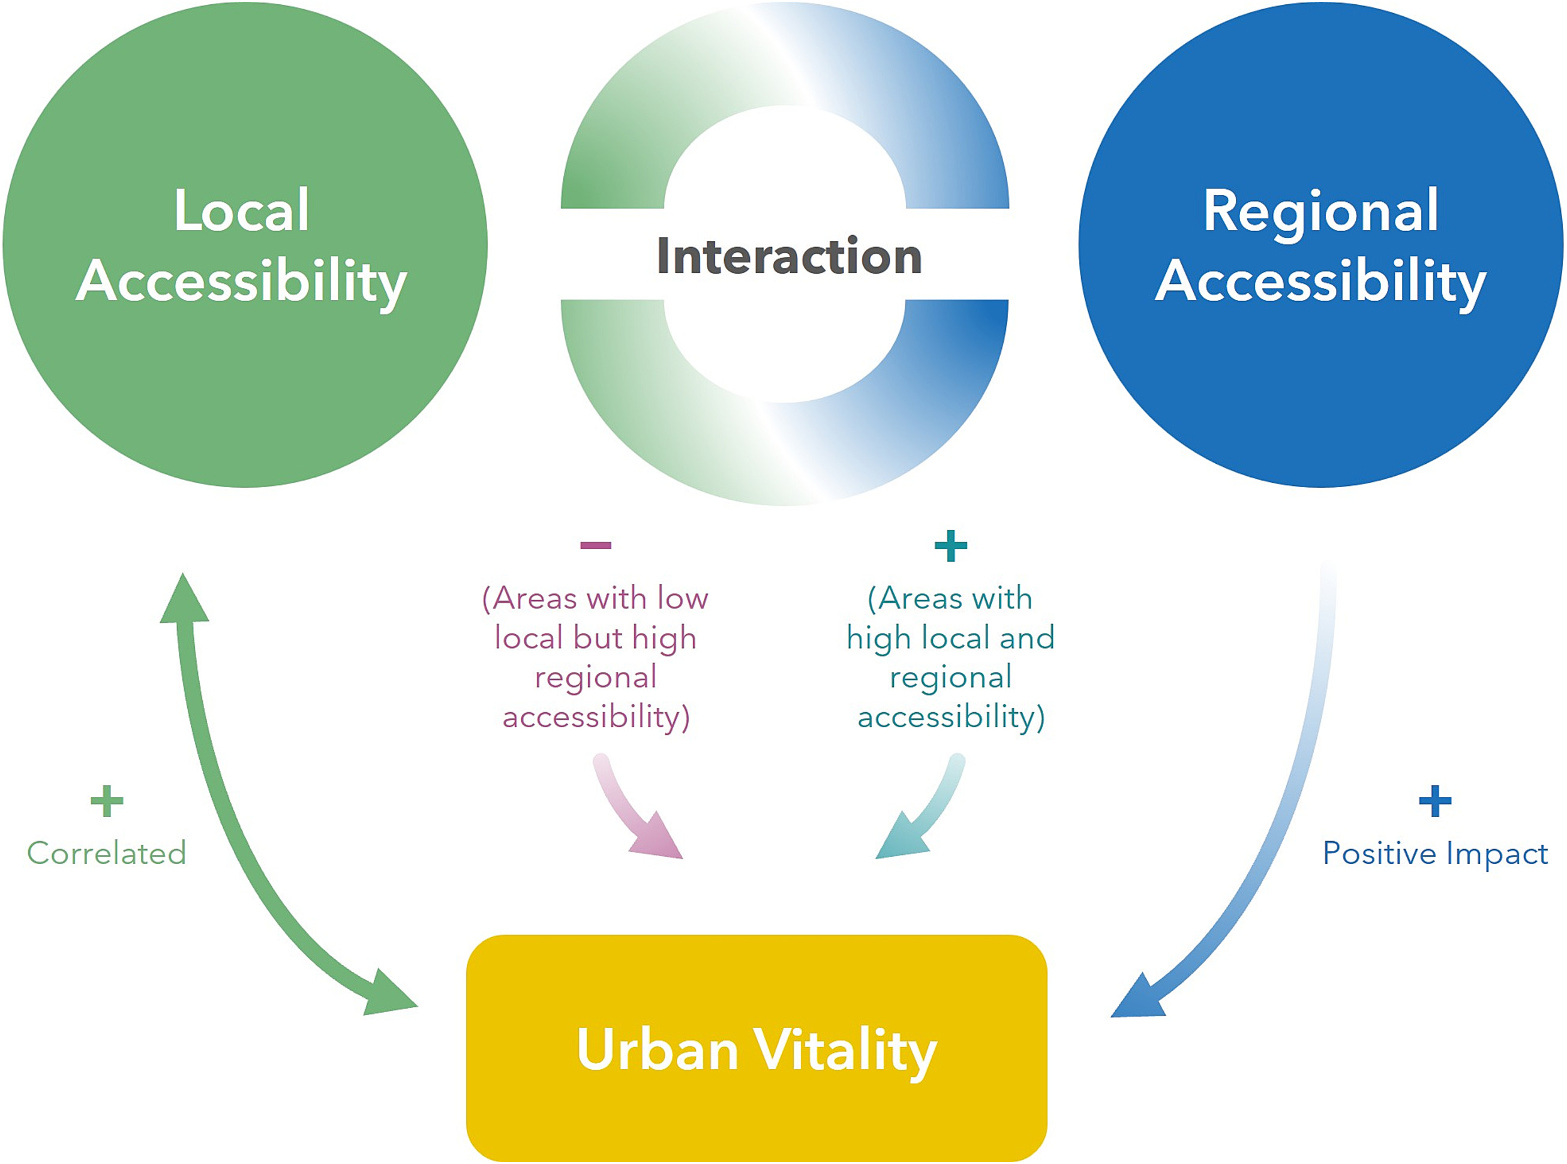 Local
Accessibility
Interaction
Regional
Accessibility
−
(Areas with low
local but high
regional
accessibility)
+
(Areas with
high local and
regional
accessibility)
+
Correlated
+
Positive Impact
Urban Vitality